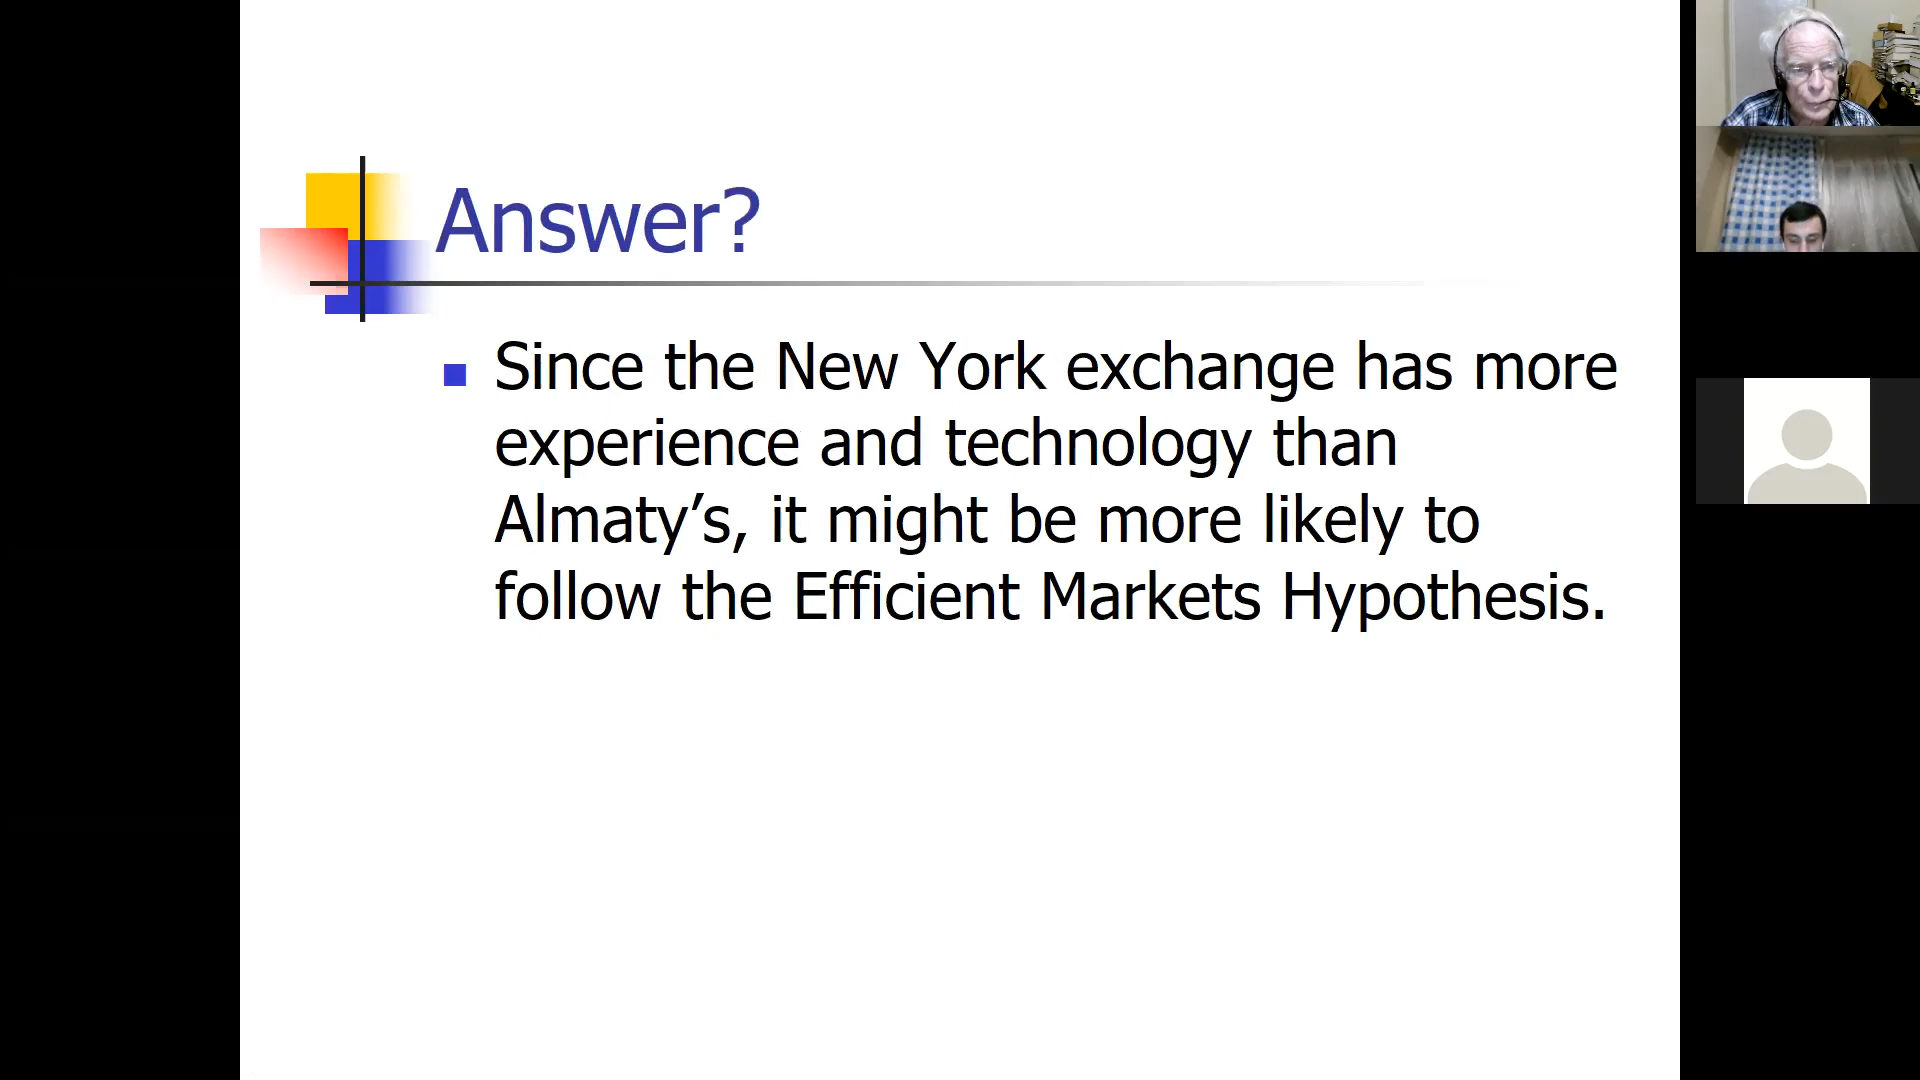 Answer?
Since the New York exchange has more
experience and technology than
Almaty’s, it might be more likely to
follow the Efficient Markets Hypothesis.